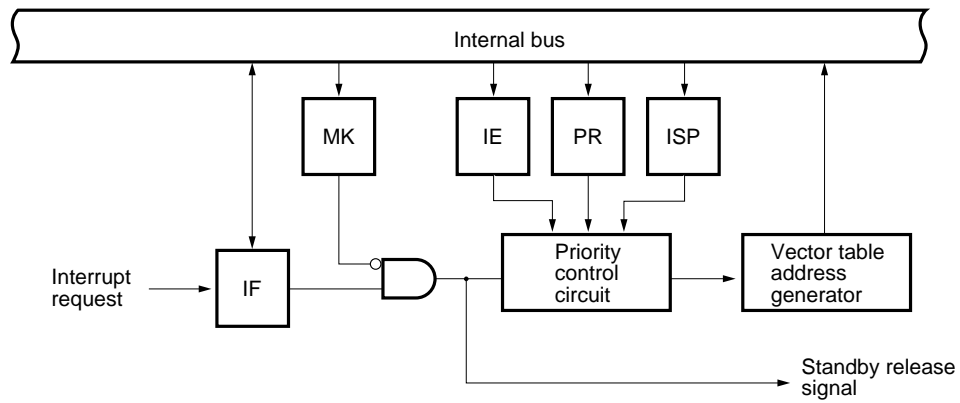 Internal bus
MK
IE
PR
ISP
Interrupt
request
IF
Priority
control
circuit
Vector table
address
generator
Standby release
signal